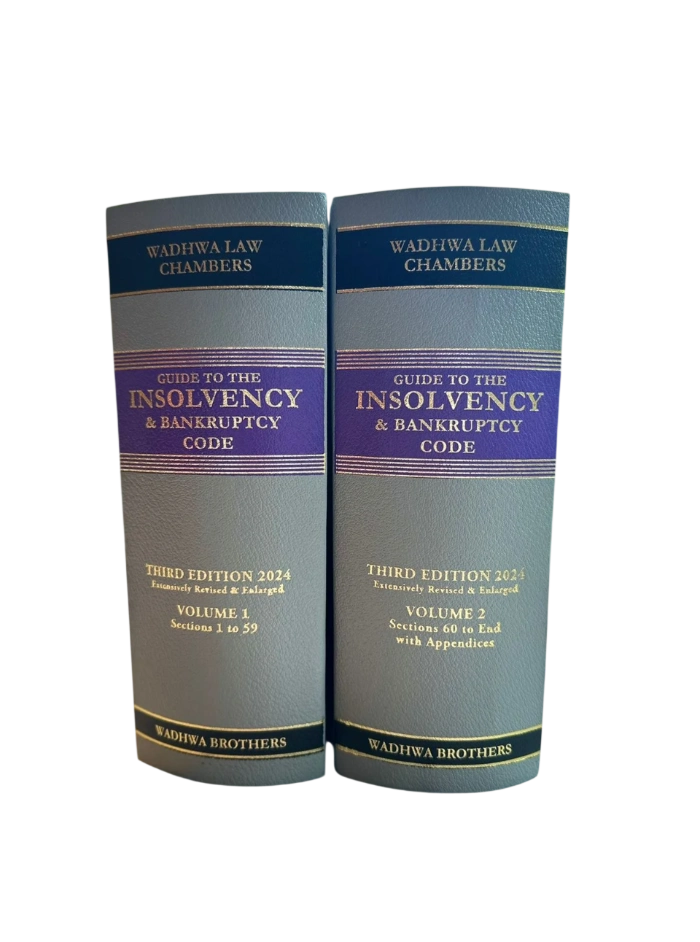 WADHWA LAW
CHAMBERS
GUIDE TO THE
INSOLVENCY
& BANKRUPTCY
CODE
THIRD EDITION 2024
Extensively Revised & Enlarged
VOLUME 1
Sections 1 to 59
WADHWA BROTHERS
WADHWA LAW
CHAMBERS
GUIDE TO THE
INSOLVENCY
& BANKRUPTCY
CODE
THIRD EDITION 2024
Extensively Revised & Enlarged
VOLUME 2
Sections 60 to End
with Appendices
WADHWA BROTHERS